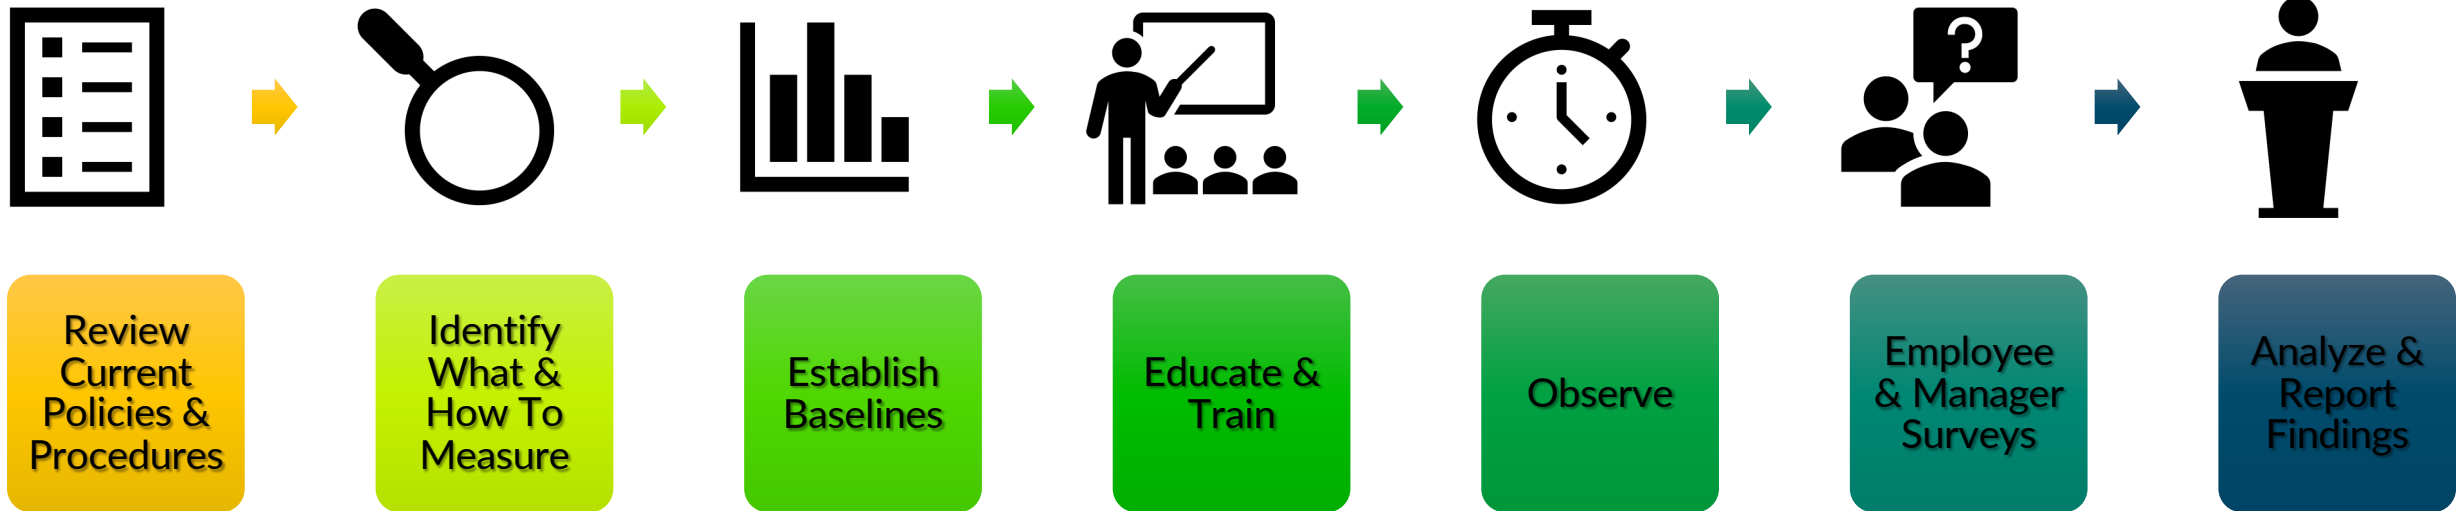 Review
Current
Policies &
Procedures
Identify
What &
How To
Measure
Establish
Baselines
Educate &
Train
Observe
Employee
& Manager
Surveys
Analyze &
Report
Findings
?